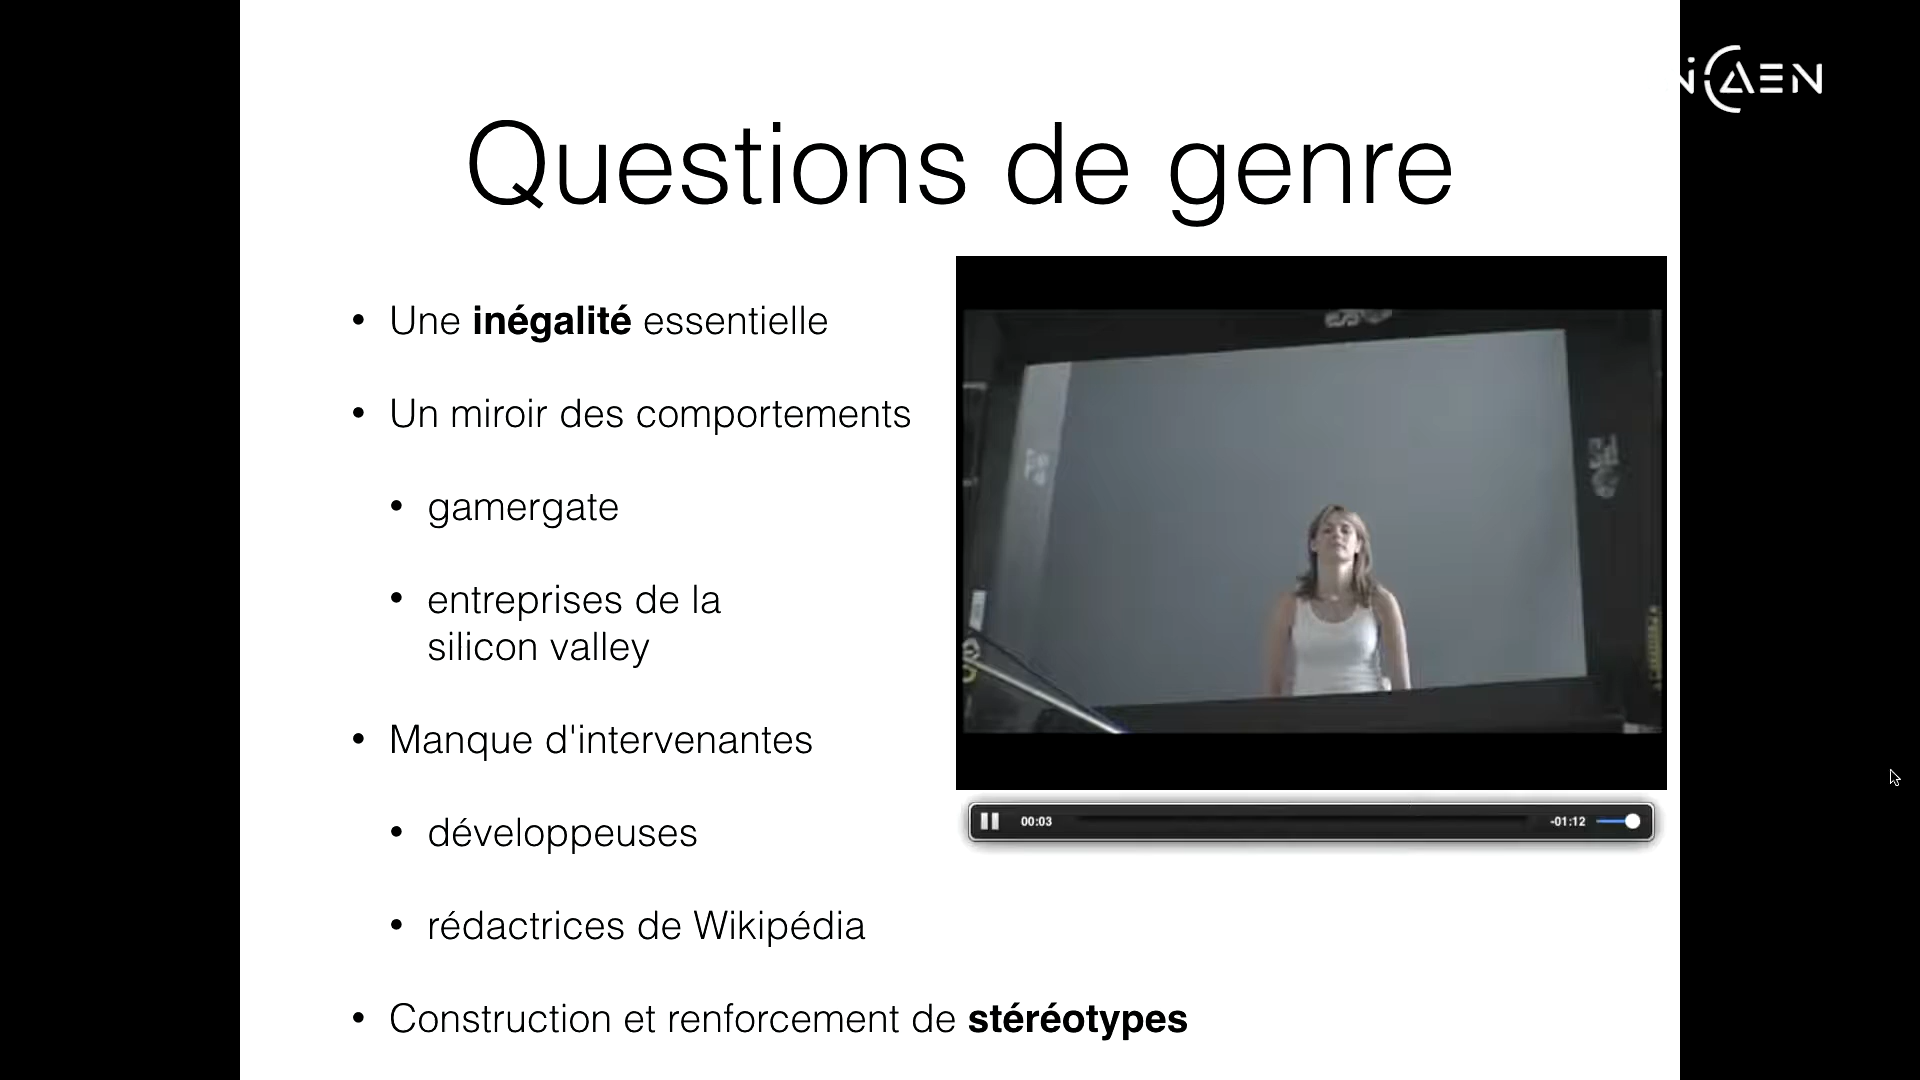 NiCAEN
Questions de genre
• Une inégalité essentielle
• Un miroir des comportements
• gamergate
• entreprises de la
silicon valley
• Manque d'intervenantes
• développeuses
• rédactrices de Wikipédia
• Construction et renforcement de stéréotypes
00:03
-01:12